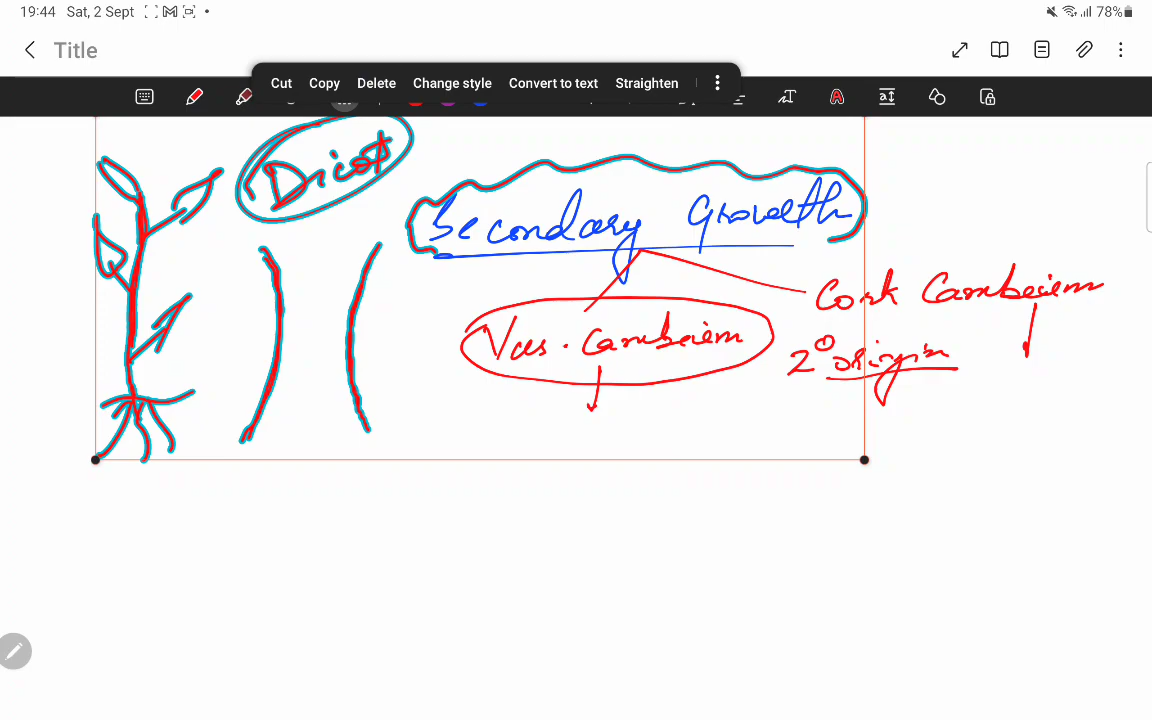 19:44 Sat, 2 Sept 78%
Title
Cut Copy Delete Change style Convert to text Straighten
Dicot
Secondary Growth
Cork Cambium
Vas. Cambium
2° origin